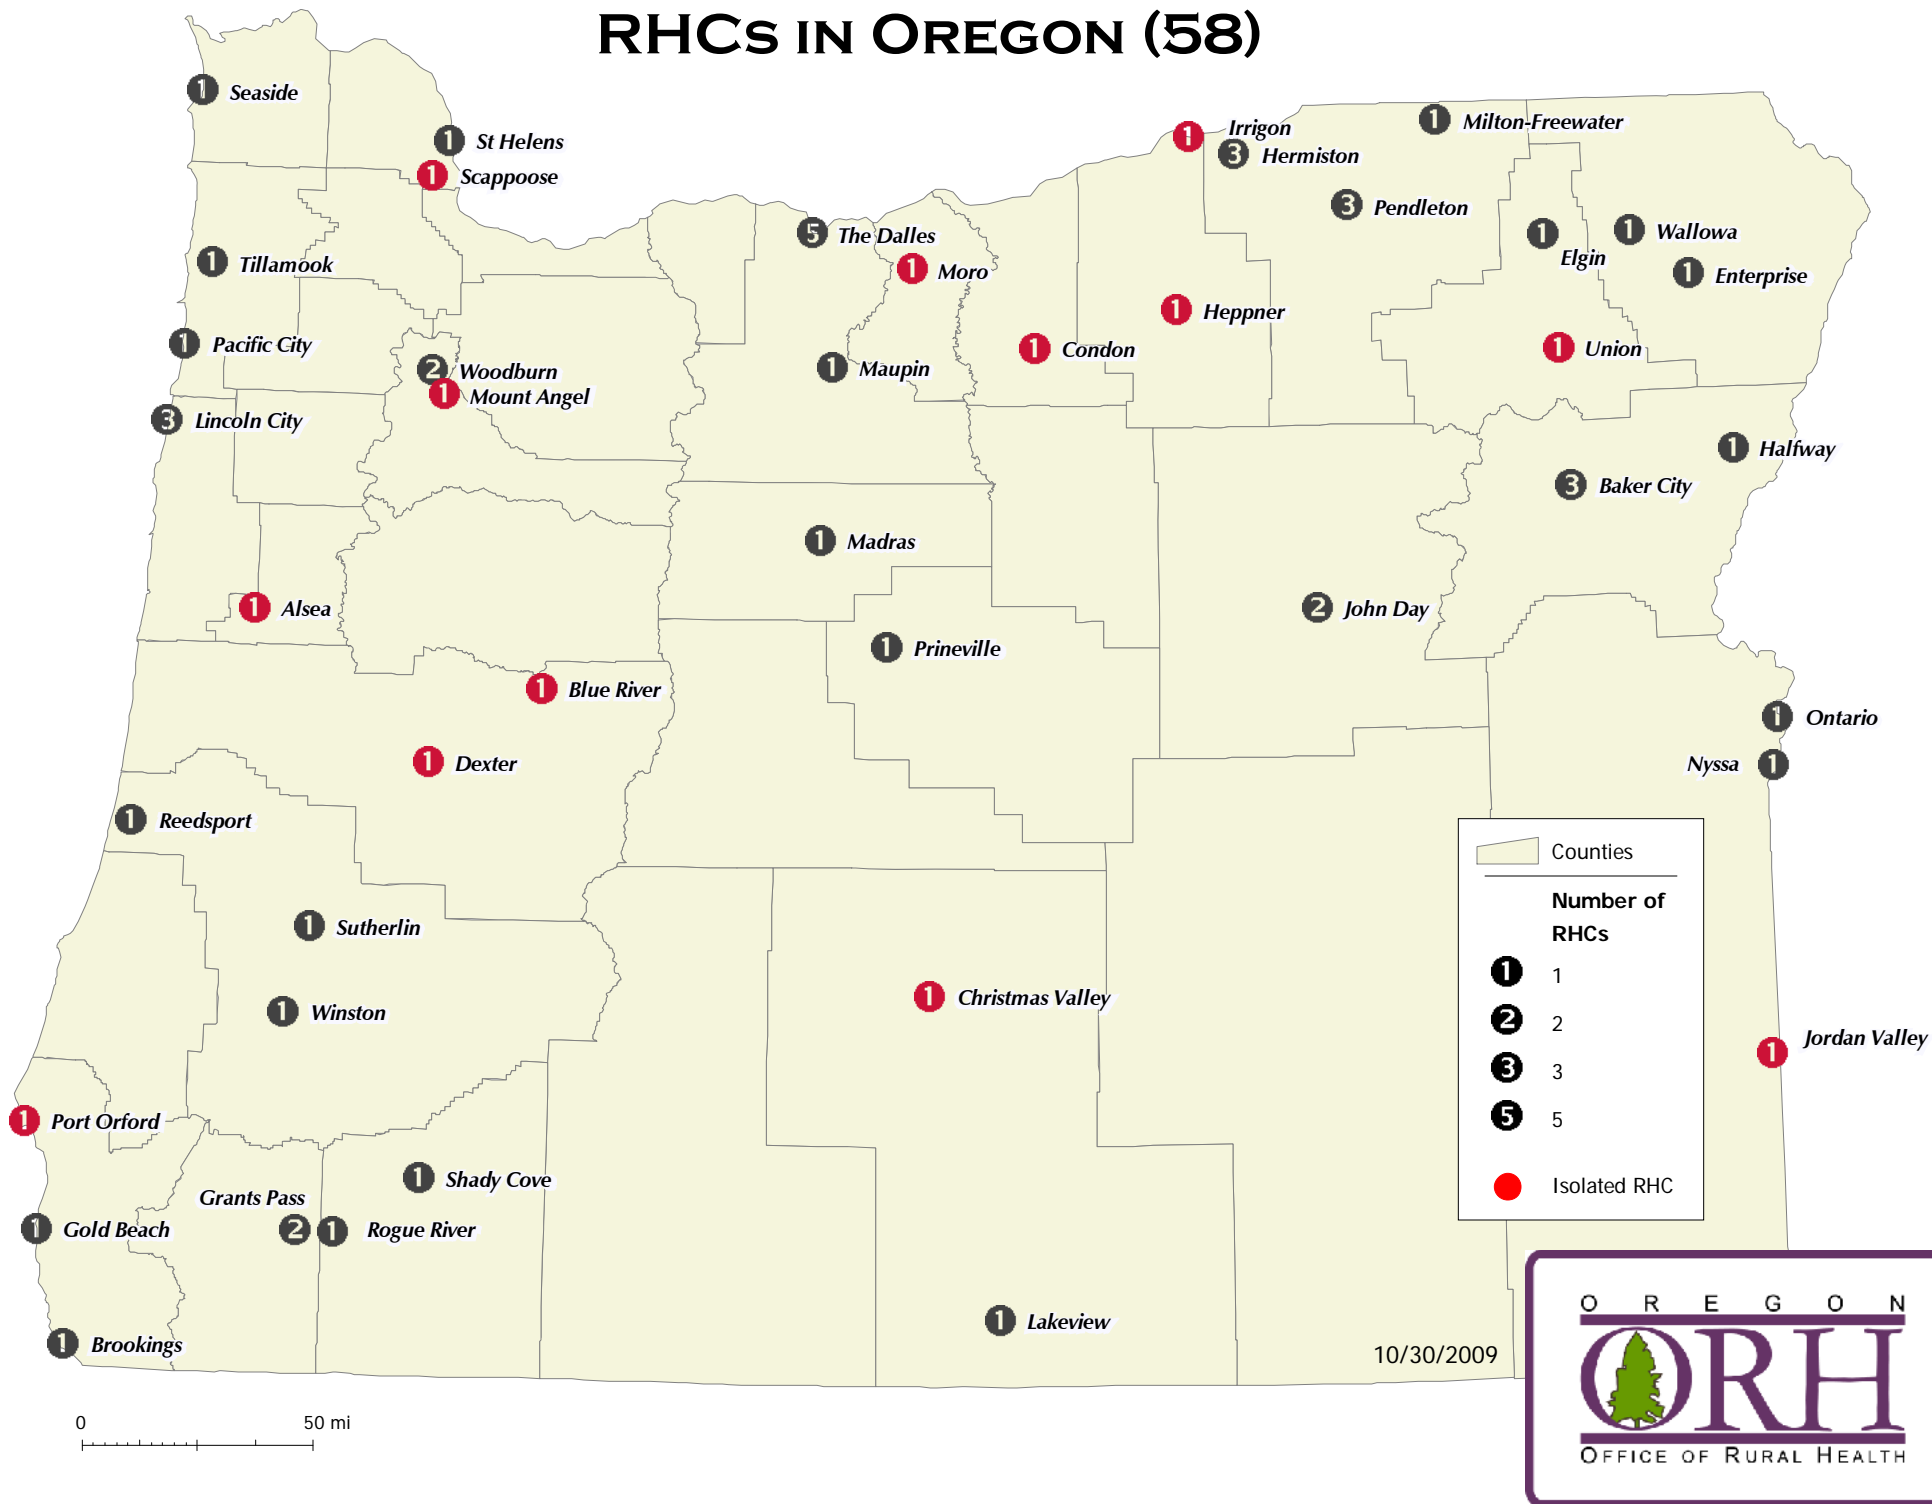 RHCs in Oregon (58)
1 Seaside
1 St Helens
1 Scappoose
1 Irrigon
3 Hermiston
1 Milton-Freewater
3 Pendleton
1 Tillamook
5 The Dalles
1 Moro
1 Elgin
1 Wallowa
1 Enterprise
1 Pacific City
2 Woodburn
1 Mount Angel
1 Maupin
1 Condon
1 Heppner
1 Union
3 Lincoln City
1 Halfway
3 Baker City
1 Madras
1 Alsea
2 John Day
1 Prineville
1 Blue River
1 Dexter
1 Ontario
Nyssa 1
1 Reedsport
1 Sutherlin
1 Winston
1 Christmas Valley
1 Jordan Valley
1 Port Orford
1 Shady Cove
Grants Pass 2
1 Rogue River
1 Gold Beach
1 Brookings
1 Lakeview
Counties
Number of
RHCs
1 1
2 2
3 3
5 5
Isolated RHC
10/30/2009
0 50 mi
OREGON
ORH
Office of Rural Health